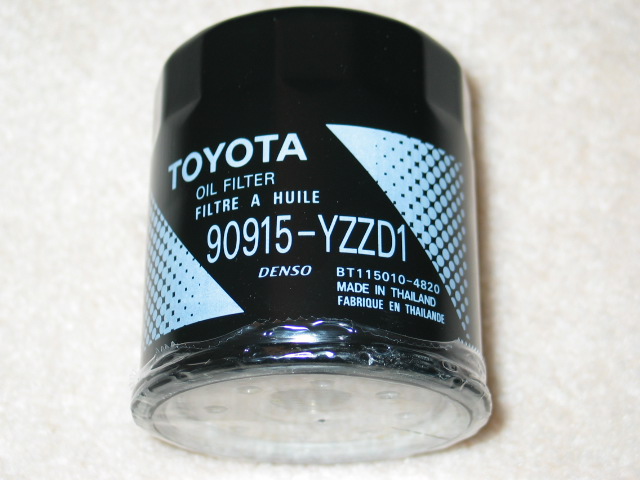 TOYOTA
OIL FILTER
FILTRE A HUILE
90915-YZZD1
DENSO
BT115010-4820
MADE IN THAILAND
FABRIQUE EN THAILANDE